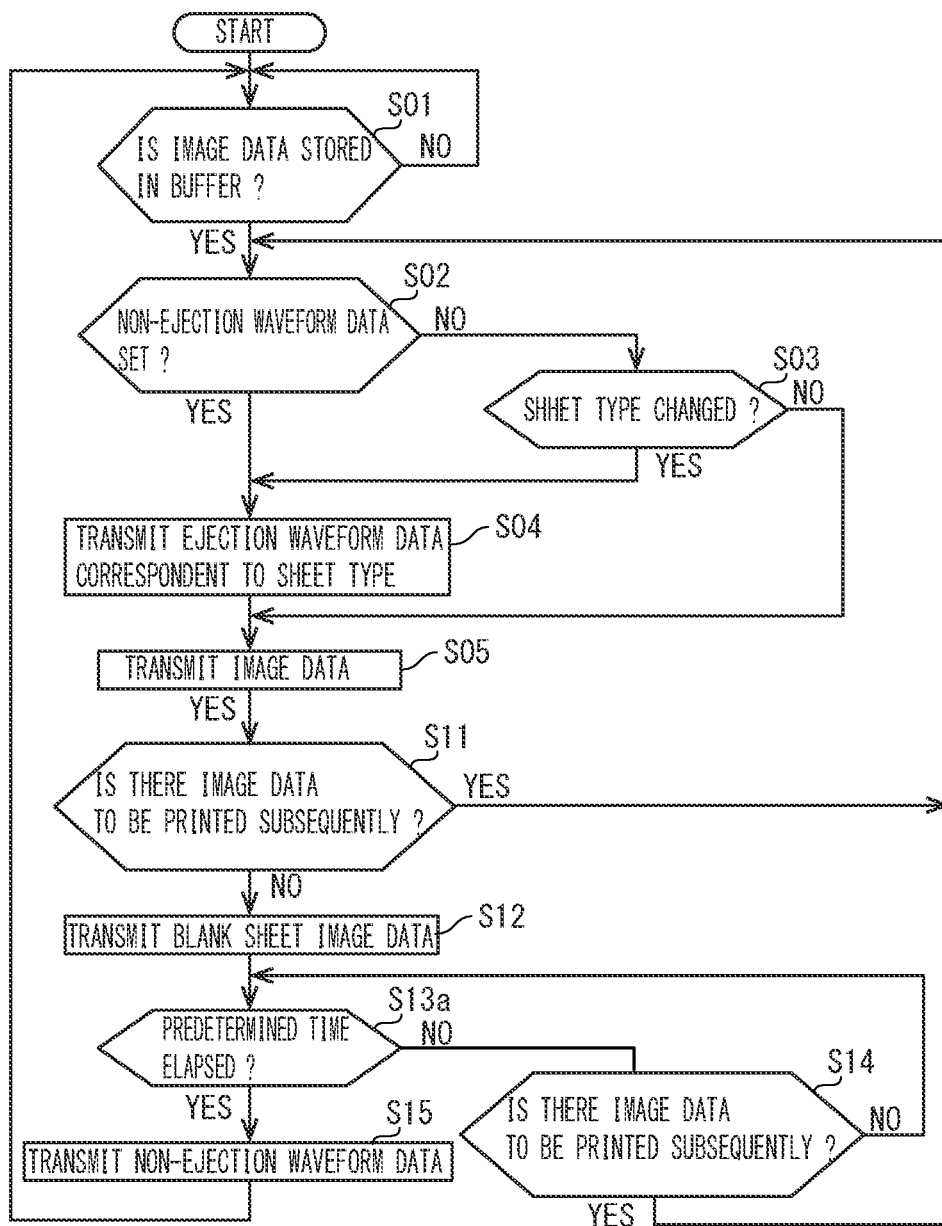 START
S01
IS IMAGE DATA STORED
IN BUFFER ?
NO
YES
S02
NON-EJECTION WAVEFORM DATA
SET ?
NO
YES
S03
SHHET TYPE CHANGED ?
NO
YES
S04
TRANSMIT EJECTION WAVEFORM DATA
CORRESPONDENT TO SHEET TYPE
S05
TRANSMIT IMAGE DATA
YES
S11
IS THERE IMAGE DATA
TO BE PRINTED SUBSEQUENTLY ?
YES
NO
S12
TRANSMIT BLANK SHEET IMAGE DATA
S13a
PREDETERMINED TIME
ELAPSED ?
NO
YES
S14
IS THERE IMAGE DATA
TO BE PRINTED SUBSEQUENTLY ?
NO
YES
S15
TRANSMIT NON-EJECTION WAVEFORM DATA